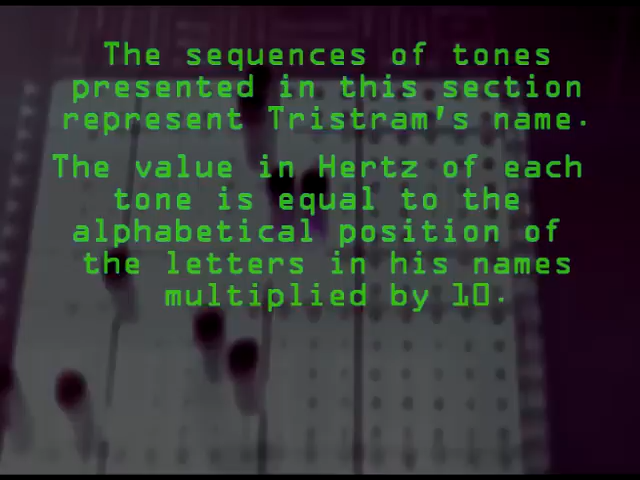 The sequences of tones
presented in this section
represent Tristram's name.
The value in Hertz of each
tone is equal to the
alphabetical position of
the letters in his names
multiplied by 10.